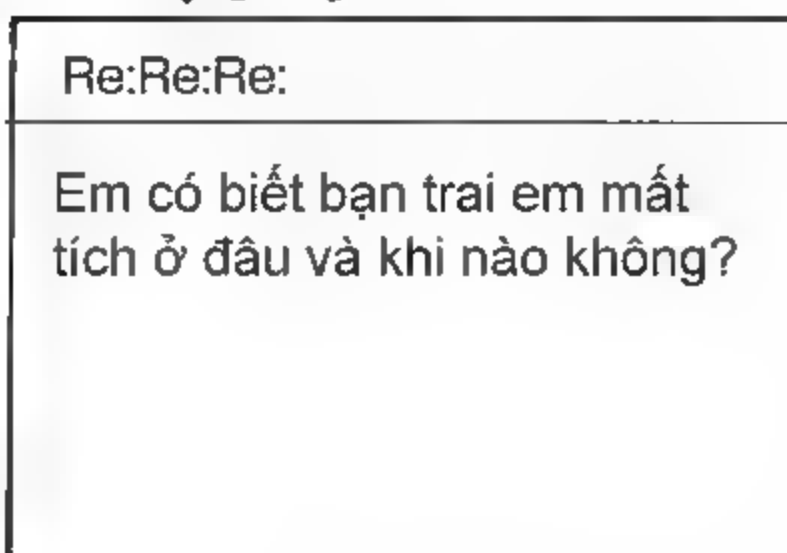 Re:Re:Re:
Em có biết bạn trai em mất
tích ở đâu và khi nào không?